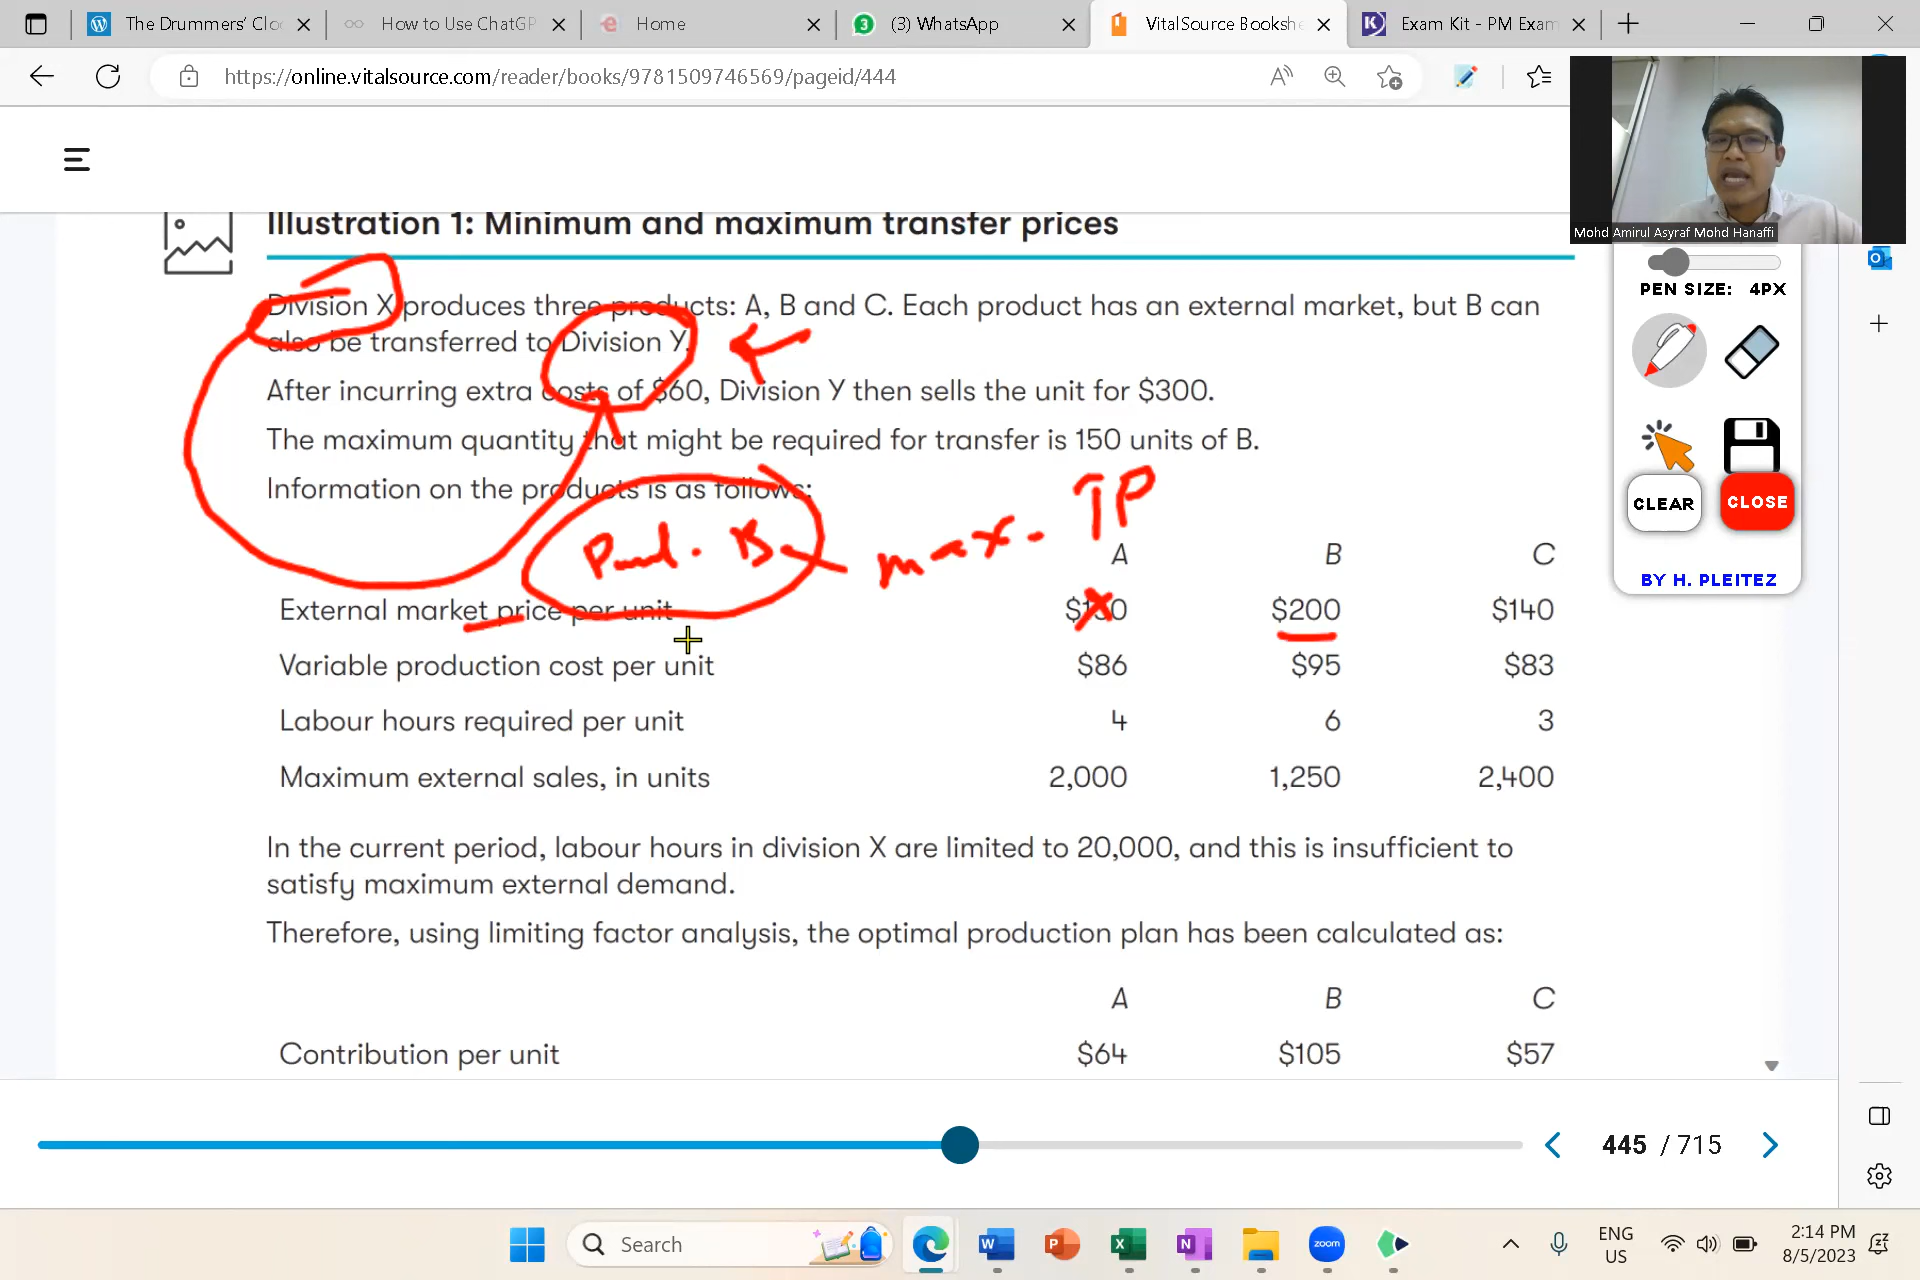 The Drummers' Clo
How to Use ChatGP
Home
(3) WhatsApp
VitalSource Bookshe
Exam Kit - PM Exam
https://online.vitalsource.com/reader/books/9781509746569/pageid/444
Mohd Amirul Asyraf Mohd Hanaffi
PEN SIZE: 4PX
CLEAR
CLOSE
BY H. PLEITEZ
Illustration 1: Minimum and maximum transfer prices
Division X produces three products: A, B and C. Each product has an external market, but B can
also be transferred to Division Y.
After incurring extra costs of $60, Division Y then sells the unit for $300.
The maximum quantity that might be required for transfer is 150 units of B.
Information on the products is as follows:
Prod. B
max. TP
A B C
External market price per unit $150 $200 $140
Variable production cost per unit $86 $95 $83
Labour hours required per unit 4 6 3
Maximum external sales, in units 2,000 1,250 2,400
In the current period, labour hours in division X are limited to 20,000, and this is insufficient to
satisfy maximum external demand.
Therefore, using limiting factor analysis, the optimal production plan has been calculated as:
A B C
Contribution per unit $64 $105 $57
445 / 715
Search
zoom
ENG
US
2:14 PM
8/5/2023